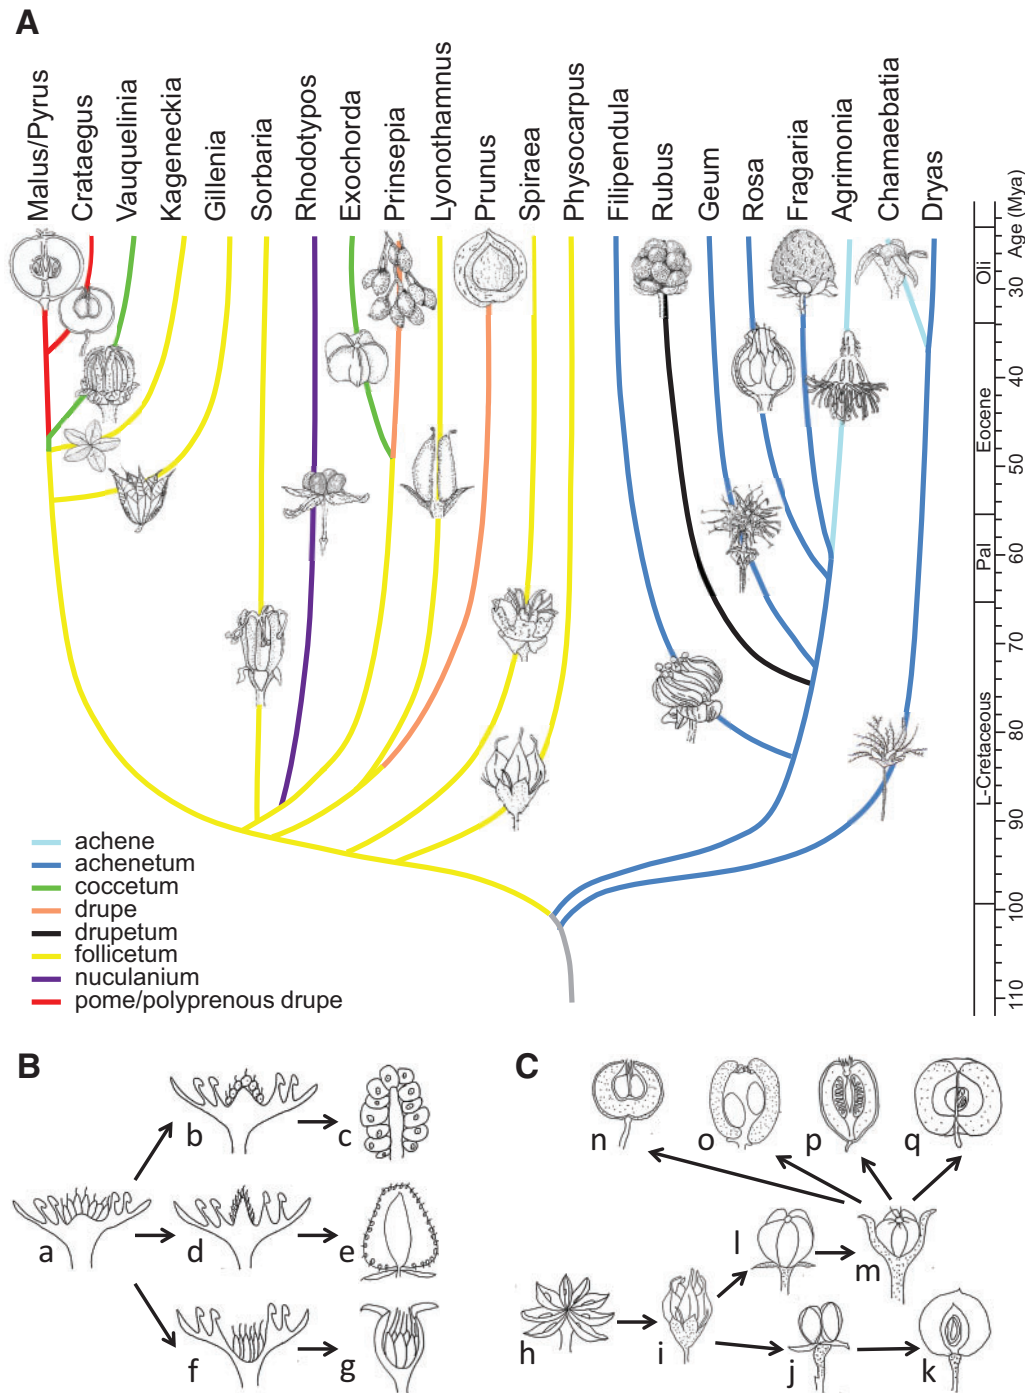 A
Malus/Pyrus
Crataegus
Vauquelinia
Kageneckia
Gillenia
Sorbaria
Rhodotypos
Exochorda
Prinsepia
Lyonothamnus
Prunus
Spiraea
Physocarpus
Filipendula
Rubus
Geum
Rosa
Fragaria
Agrimonia
Chamaebatia
Dryas
Age (Mya)
Oli
Eocene
Pal
L-Cretaceous
30
40
50
60
70
80
90
100
110
achene
achenetum
coccetum
drupe
drupetum
follicetum
nuculanium
pome/polyprenous drupe
B
b
c
a
d
e
f
g
C
n
o
p
q
l
m
h
i
j
k